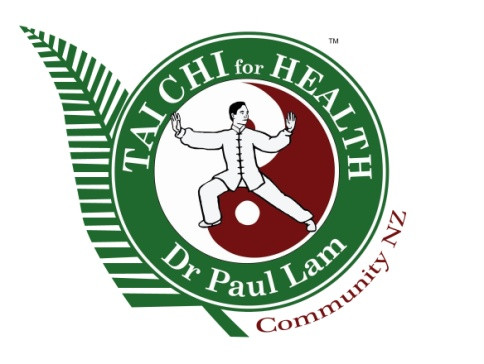 TAI CHI for HEALTH
TM
Dr Paul Lam
Community NZ